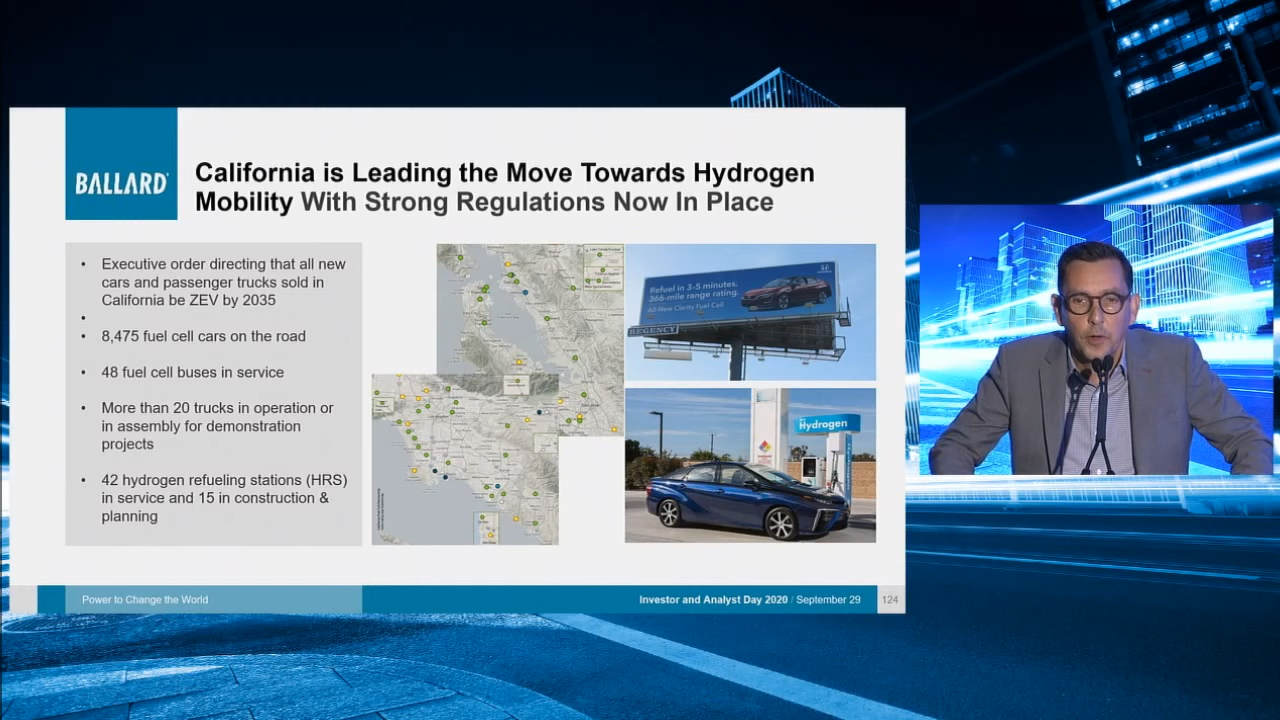 BALLARD
California is Leading the Move Towards Hydrogen
Mobility With Strong Regulations Now In Place
• Executive order directing that all new
cars and passenger trucks sold in
California be ZEV by 2035
•
• 8,475 fuel cell cars on the road
• 48 fuel cell buses in service
• More than 20 trucks in operation or
in assembly for demonstration
projects
• 42 hydrogen refueling stations (HRS)
in service and 15 in construction &
planning
Refuel in 3-5 minutes.
366-mile range rating.
All-New Clarity Fuel Cell
REGENCY
Hydrogen
Power to Change the World
Investor and Analyst Day 2020 / September 29
124